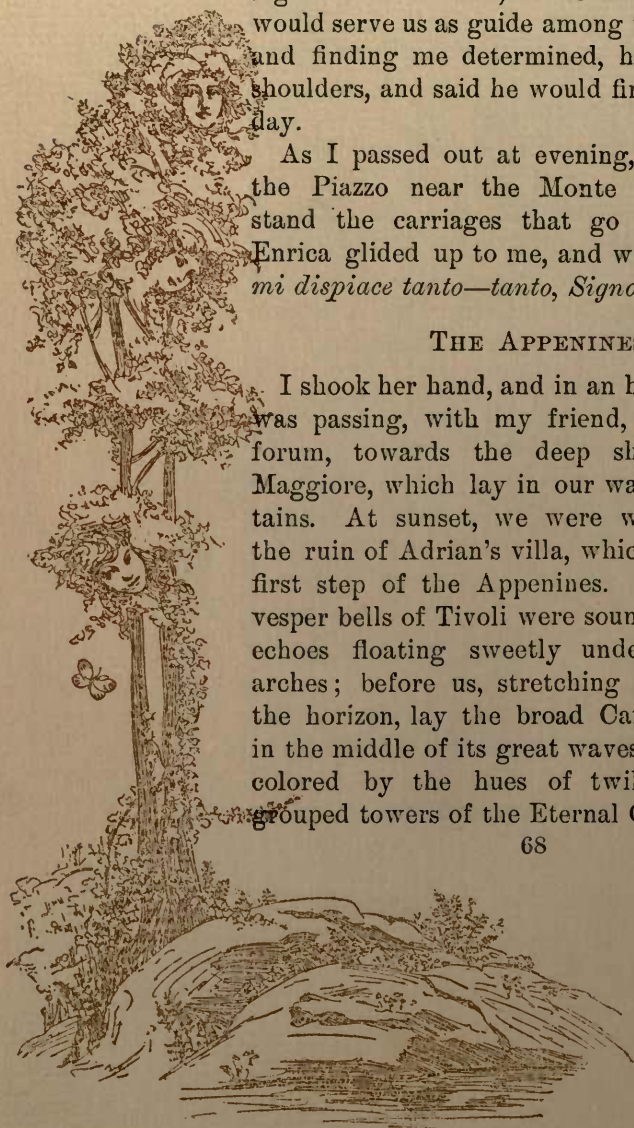 would serve us as guide among
and finding me determined, h
shoulders, and said he would fi
day.
As I passed out at evening,
the Piazzo near the Monte
stand the carriages that go
Enrica glided up to me, and w
mi dispiace tanto—tanto, Signo
THE APPENINE
I shook her hand, and in an h
was passing, with my friend,
forum, towards the deep sh
Maggiore, which lay in our wa
tains. At sunset, we were w
the ruin of Adrian's villa, whic
first step of the Appenines.
vesper bells of Tivoli were soun
echoes floating sweetly unde
arches; before us, stretching
the horizon, lay the broad Ca
in the middle of its great waves
colored by the hues of twi
grouped towers of the Eternal
68